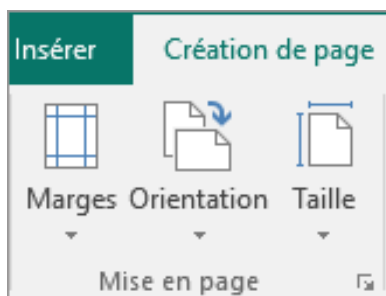 Insérer Création de page
Marges Orientation Taille
Mise en page